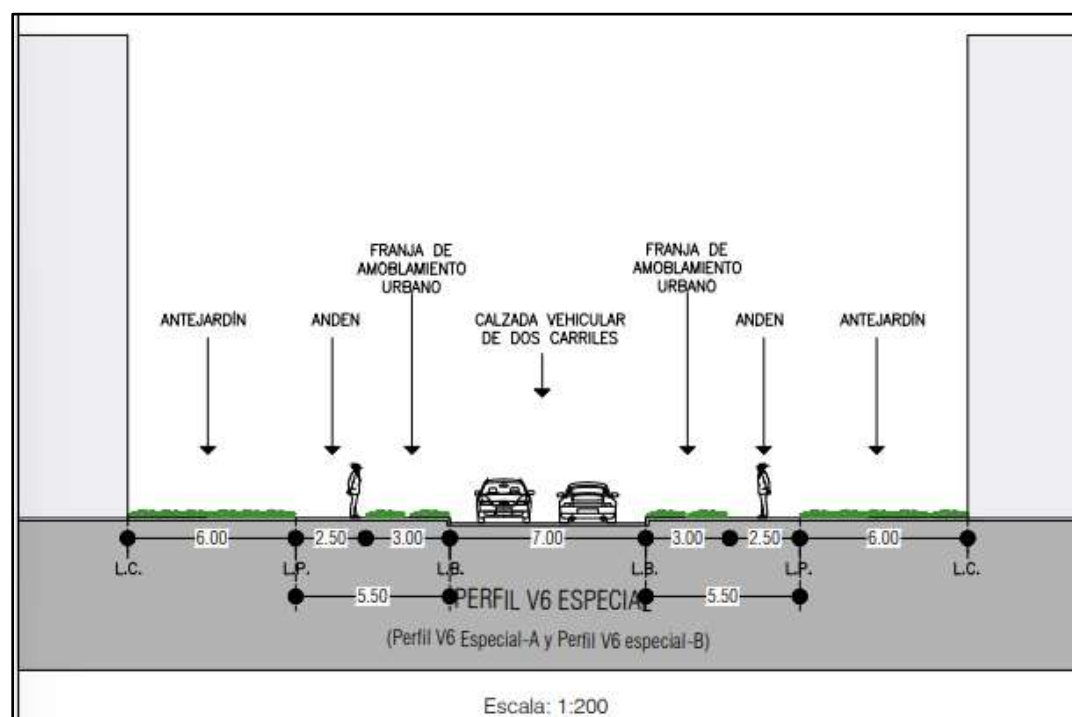 FRANJA DE
AMOBLAMIENTO
URBANO
FRANJA DE
AMOBLAMIENTO
URBANO
ANTEJARDÍN
ANDEN
CALZADA VEHICULAR
DE DOS CARRILES
ANDEN
ANTEJARDÍN
6.00
2.50
3.00
7.00
3.00
2.50
6.00
L.C.
L.P.
L.B.
L.B.
L.P.
L.C.
5.50
5.50
PERFIL V6 ESPECIAL
(Perfil V6 Especial-A y Perfil V6 especial-B)
Escala: 1:200